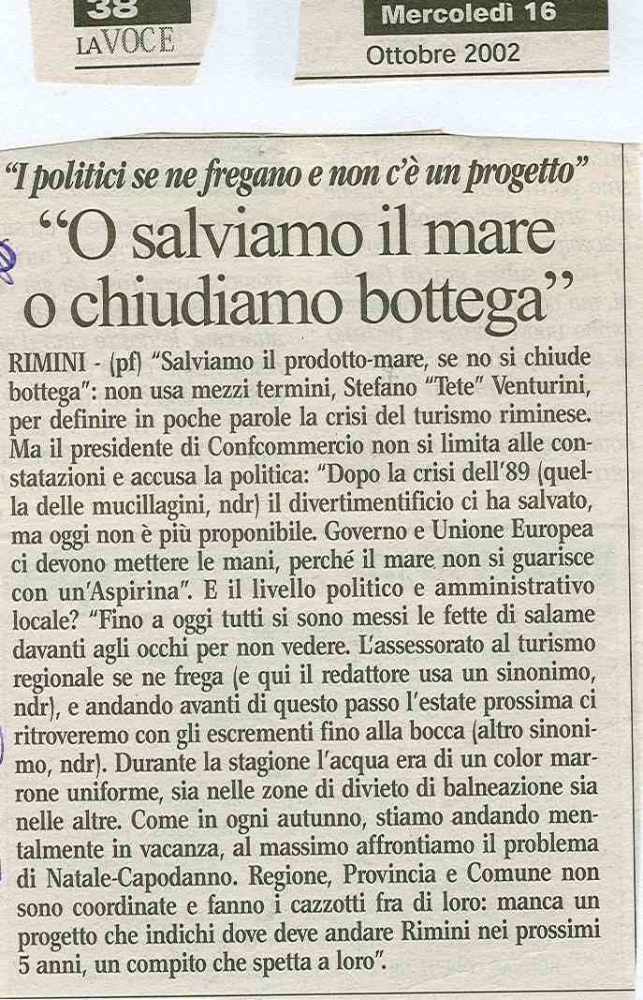 38
LAVOCE
Mercoledì 16
Ottobre 2002
“I politici se ne fregano e non c’è un progetto”
“O salviamo il mare
o chiudiamo bottega”
RIMINI - (pf) “Salviamo il prodotto-mare, se no si chiude
bottega”: non usa mezzi termini, Stefano “Tete” Venturini,
per definire in poche parole la crisi del turismo riminese.
Ma il presidente di Confcommercio non si limita alle con-
statazioni e accusa la politica: “Dopo la crisi dell’89 (quel-
la delle mucillagini, ndr) il divertimentificio ci ha salvato,
ma oggi non è più proponibile. Governo e Unione Europea
ci devono mettere le mani, perché il mare non si guarisce
con un’Aspirina”. E il livello politico e amministrativo
locale? “Fino a oggi tutti si sono messi le fette di salame
davanti agli occhi per non vedere. L’assessorato al turismo
regionale se ne frega (e qui il redattore usa un sinonimo,
ndr), e andando avanti di questo passo l’estate prossima ci
ritroveremo con gli escrementi fino alla bocca (altro sinoni-
mo, ndr). Durante la stagione l’acqua era di un color mar-
rone uniforme, sia nelle zone di divieto di balneazione sia
nelle altre. Come in ogni autunno, stiamo andando men-
talmente in vacanza, al massimo affrontiamo il problema
di Natale-Capodanno. Regione, Provincia e Comune non
sono coordinate e fanno i cazzotti fra di loro: manca un
progetto che indichi dove deve andare Rimini nei prossimi
5 anni, un compito che spetta a loro”.